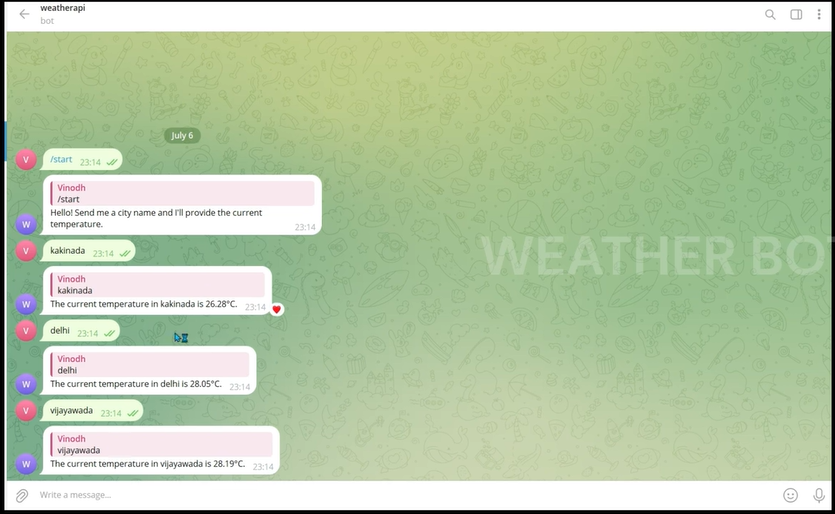 weatherapi
bot
July 6
V
/start 23:14
Vinodh
/start
Hello! Send me a city name and I'll provide the current
temperature.
23:14
W
V
kakinada 23:14
WEATHER BOT
Vinodh
kakinada
W
The current temperature in kakinada is 26.28°C. 23:14
V
delhi 23:14
Vinodh
delhi
W
The current temperature in delhi is 28.05°C. 23:14
V
vijayawada 23:14
Vinodh
vijayawada
W
The current temperature in vijayawada is 28.19°C. 23:14
Write a message...